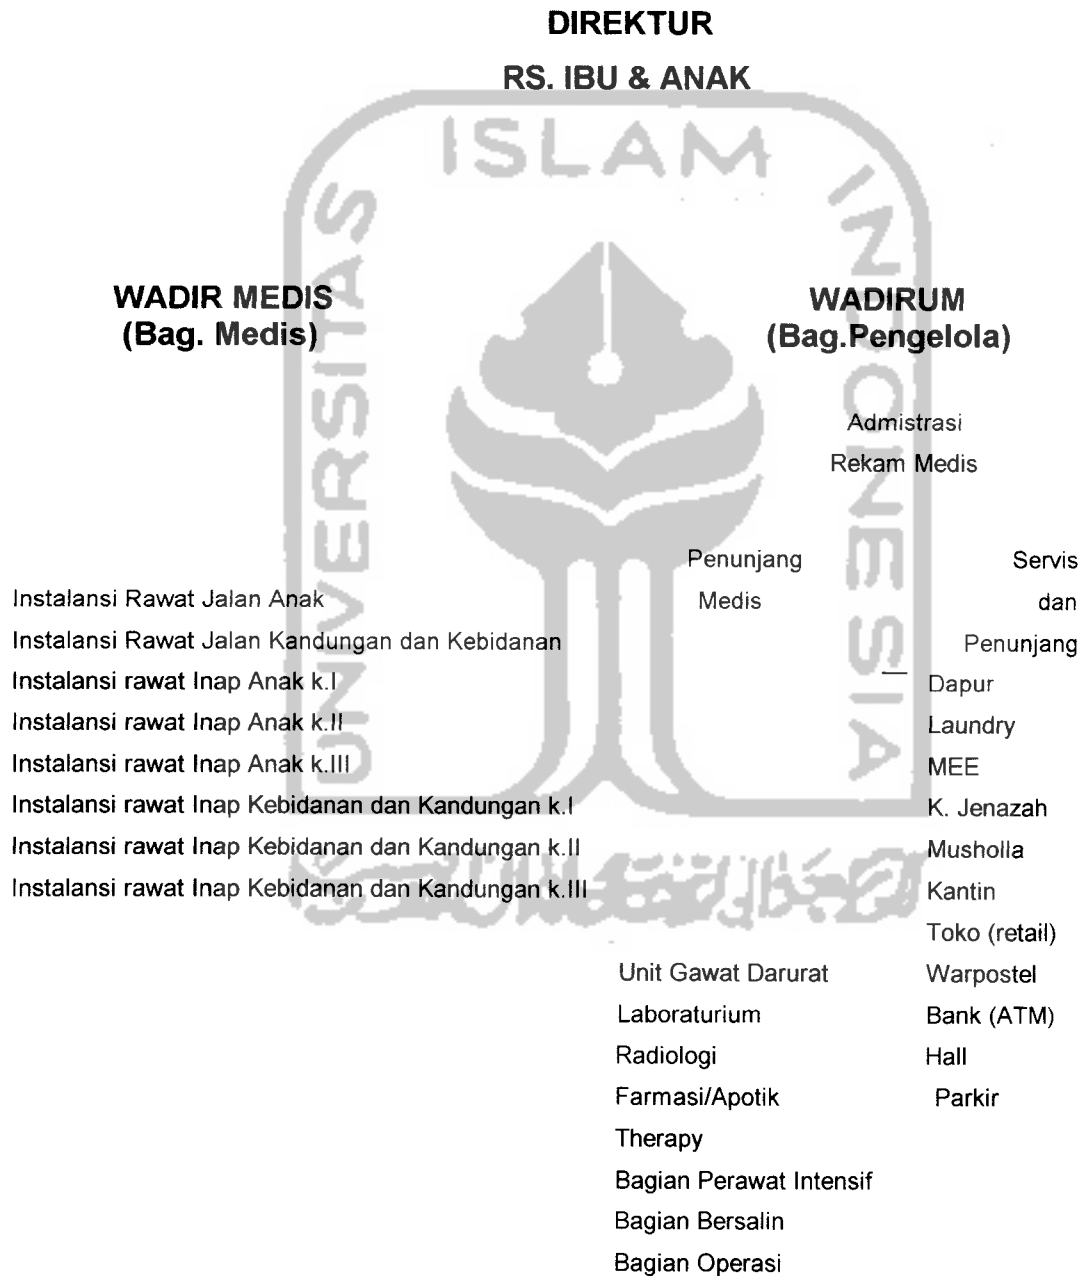 DIREKTUR
RS. IBU & ANAK
ISLAM
UNIVERSITAS
INDONESIA
WADIR MEDIS
(Bag. Medis)
WADIRUM
(Bag.Pengelola)
Admistrasi
Rekam Medis
Instalansi Rawat Jalan Anak
Instalansi Rawat Jalan Kandungan dan Kebidanan
Instalansi rawat Inap Anak k.I
Instalansi rawat Inap Anak k.II
Instalansi rawat Inap Anak k.III
Instalansi rawat Inap Kebidanan dan Kandungan k.I
Instalansi rawat Inap Kebidanan dan Kandungan k.II
Instalansi rawat Inap Kebidanan dan Kandungan k.III
Penunjang
Medis
Unit Gawat Darurat
Laboraturium
Radiologi
Farmasi/Apotik
Therapy
Bagian Perawat Intensif
Bagian Bersalin
Bagian Operasi
Servis
dan
Penunjang
Dapur
Laundry
MEE
K. Jenazah
Musholla
Kantin
Toko (retail)
Warpostel
Bank (ATM)
Hall
Parkir